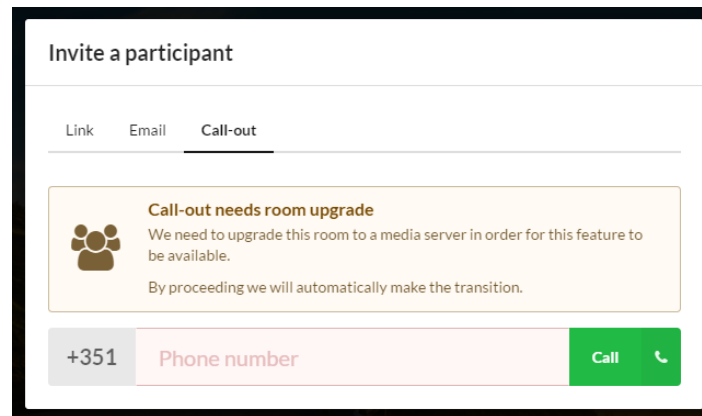 Invite a participant
Link Email Call-out
Call-out needs room upgrade
We need to upgrade this room to a media server in order for this feature to
be available.
By proceeding we will automatically make the transition.
+351 Phone number Call